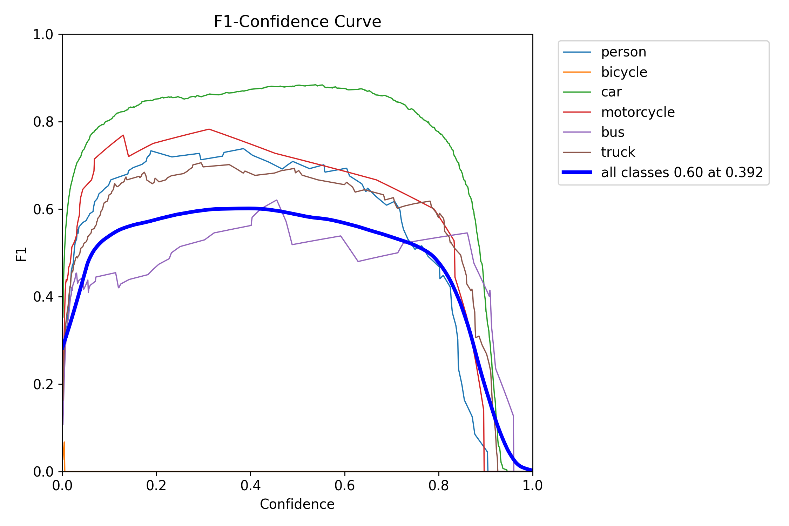 F1-Confidence Curve
1.0
0.8
0.6
0.4
0.2
0.0
F1
0.0 0.2 0.4 0.6 0.8 1.0
Confidence
person
bicycle
car
motorcycle
bus
truck
all classes 0.60 at 0.392